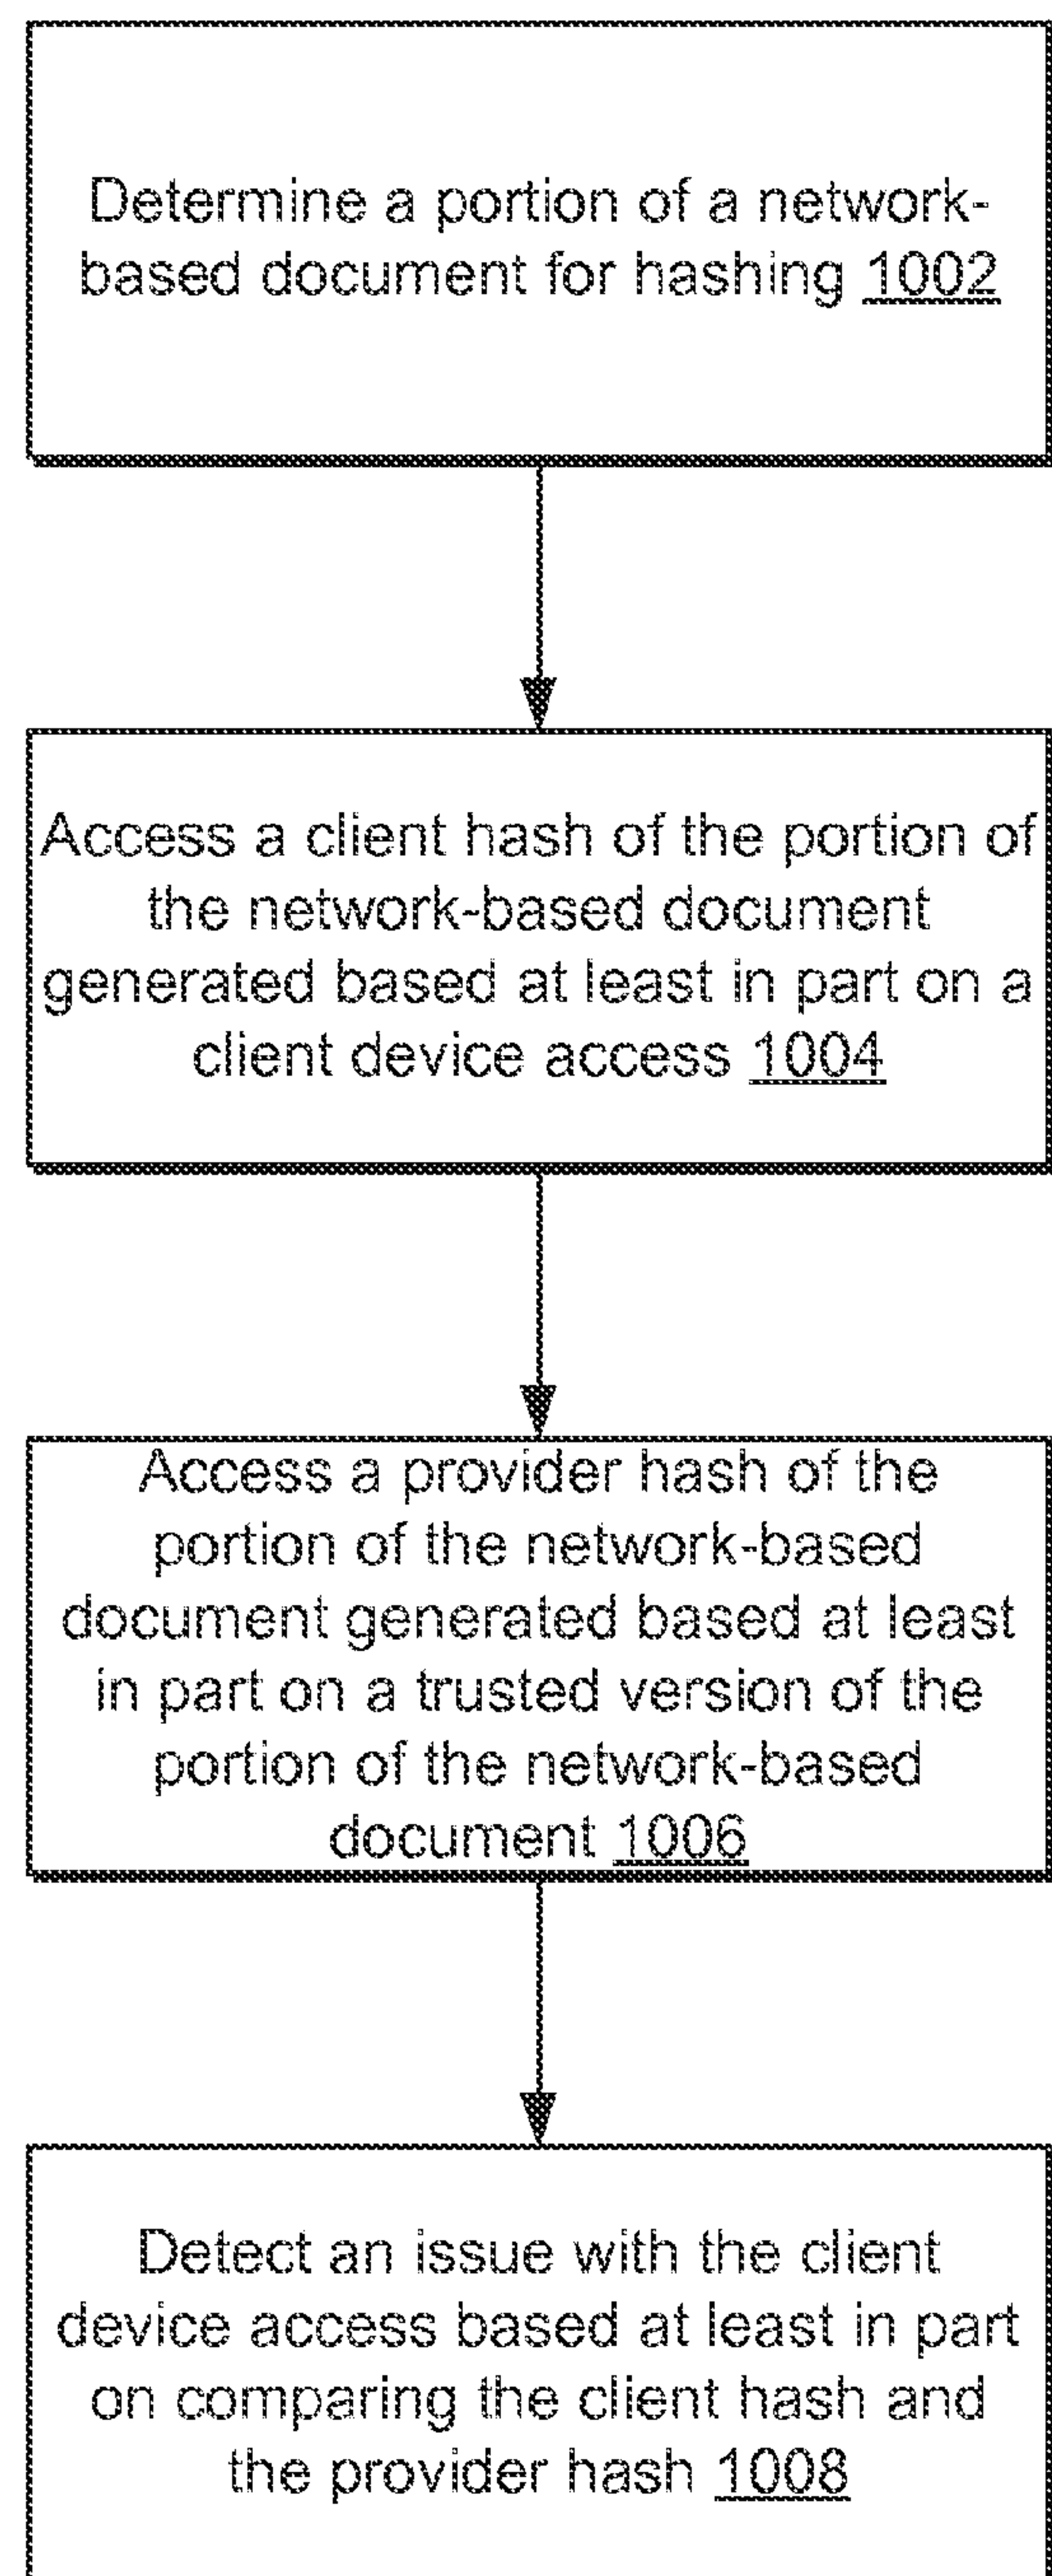 Determine a portion of a network-
based document for hashing 1002
Access a client hash of the portion of
the network-based document
generated based at least in part on a
client device access 1004
Access a provider hash of the
portion of the network-based
document generated based at least
in part on a trusted version of the
portion of the network-based
document 1006
Detect an issue with the client
device access based at least in part
on comparing the client hash and
the provider hash 1008